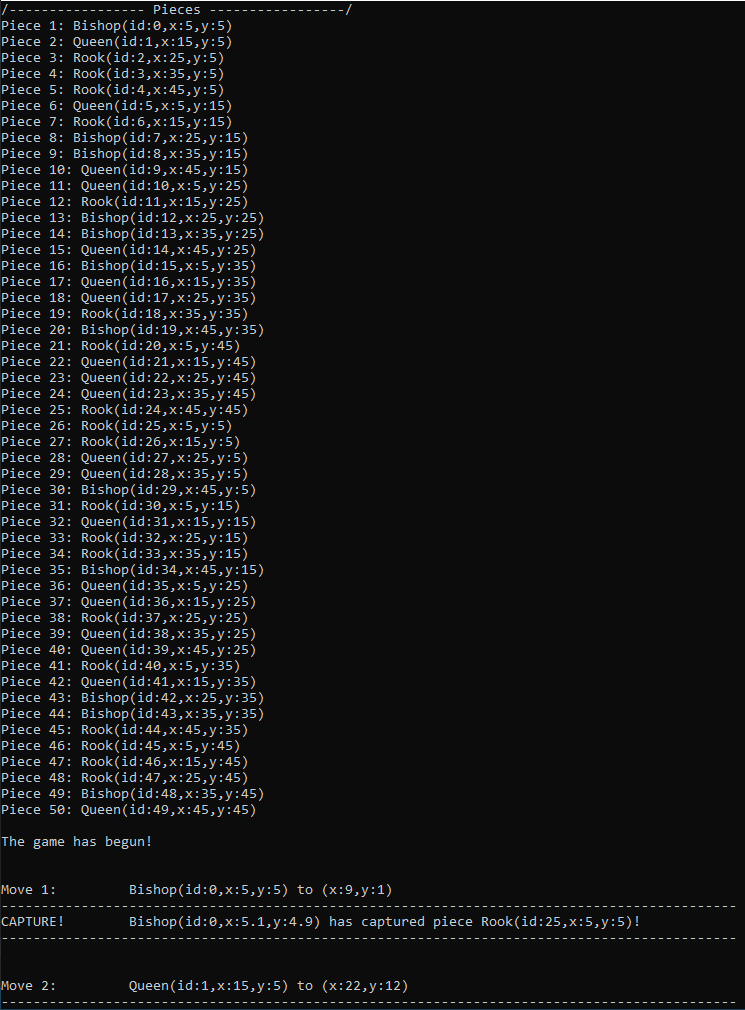 /----------------- Pieces -----------------/
Piece 1: Bishop(id:0,x:5,y:5)
Piece 2: Queen(id:1,x:15,y:5)
Piece 3: Rook(id:2,x:25,y:5)
Piece 4: Rook(id:3,x:35,y:5)
Piece 5: Rook(id:4,x:45,y:5)
Piece 6: Queen(id:5,x:5,y:15)
Piece 7: Rook(id:6,x:15,y:15)
Piece 8: Bishop(id:7,x:25,y:15)
Piece 9: Bishop(id:8,x:35,y:15)
Piece 10: Queen(id:9,x:45,y:15)
Piece 11: Queen(id:10,x:5,y:25)
Piece 12: Rook(id:11,x:15,y:25)
Piece 13: Bishop(id:12,x:25,y:25)
Piece 14: Bishop(id:13,x:35,y:25)
Piece 15: Queen(id:14,x:45,y:25)
Piece 16: Bishop(id:15,x:5,y:35)
Piece 17: Queen(id:16,x:15,y:35)
Piece 18: Queen(id:17,x:25,y:35)
Piece 19: Rook(id:18,x:35,y:35)
Piece 20: Bishop(id:19,x:45,y:35)
Piece 21: Rook(id:20,x:5,y:45)
Piece 22: Queen(id:21,x:15,y:45)
Piece 23: Queen(id:22,x:25,y:45)
Piece 24: Queen(id:23,x:35,y:45)
Piece 25: Rook(id:24,x:45,y:45)
Piece 26: Rook(id:25,x:5,y:5)
Piece 27: Rook(id:26,x:15,y:5)
Piece 28: Queen(id:27,x:25,y:5)
Piece 29: Queen(id:28,x:35,y:5)
Piece 30: Bishop(id:29,x:45,y:5)
Piece 31: Rook(id:30,x:5,y:15)
Piece 32: Queen(id:31,x:15,y:15)
Piece 33: Rook(id:32,x:25,y:15)
Piece 34: Rook(id:33,x:35,y:15)
Piece 35: Bishop(id:34,x:45,y:15)
Piece 36: Queen(id:35,x:5,y:25)
Piece 37: Queen(id:36,x:15,y:25)
Piece 38: Rook(id:37,x:25,y:25)
Piece 39: Queen(id:38,x:35,y:25)
Piece 40: Queen(id:39,x:45,y:25)
Piece 41: Rook(id:40,x:5,y:35)
Piece 42: Queen(id:41,x:15,y:35)
Piece 43: Bishop(id:42,x:25,y:35)
Piece 44: Bishop(id:43,x:35,y:35)
Piece 45: Rook(id:44,x:45,y:35)
Piece 46: Rook(id:45,x:5,y:45)
Piece 47: Rook(id:46,x:15,y:45)
Piece 48: Rook(id:47,x:25,y:45)
Piece 49: Bishop(id:48,x:35,y:45)
Piece 50: Queen(id:49,x:45,y:45)
The game has begun!
Move 1: Bishop(id:0,x:5,y:5) to (x:9,y:1)
--------------------------------------------------------------------------------------------
CAPTURE! Bishop(id:0,x:5.1,y:4.9) has captured piece Rook(id:25,x:5,y:5)!
--------------------------------------------------------------------------------------------
Move 2: Queen(id:1,x:15,y:5) to (x:22,y:12)
--------------------------------------------------------------------------------------------